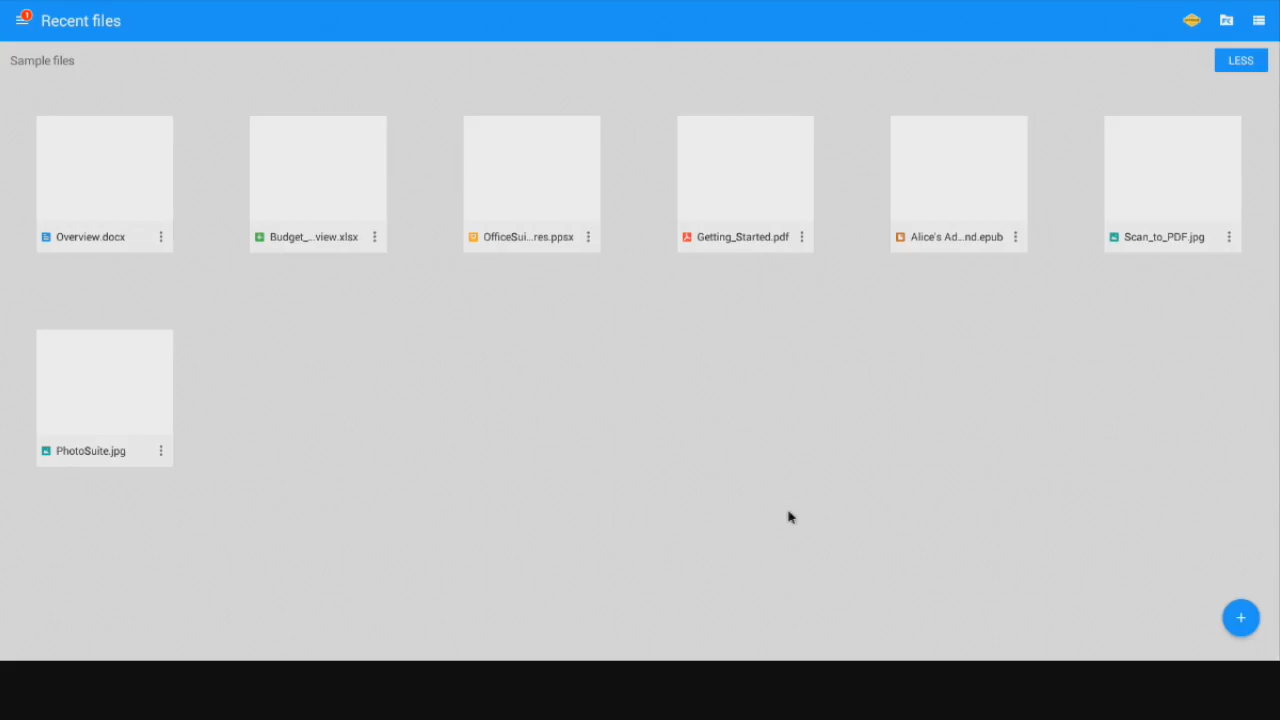 1
Recent files
Sample files
LESS
Overview.docx
Budget_...view.xlsx
OfficeSui...res.ppsx
Getting_Started.pdf
Alice's Ad...nd.epub
Scan_to_PDF.jpg
PhotoSuite.jpg